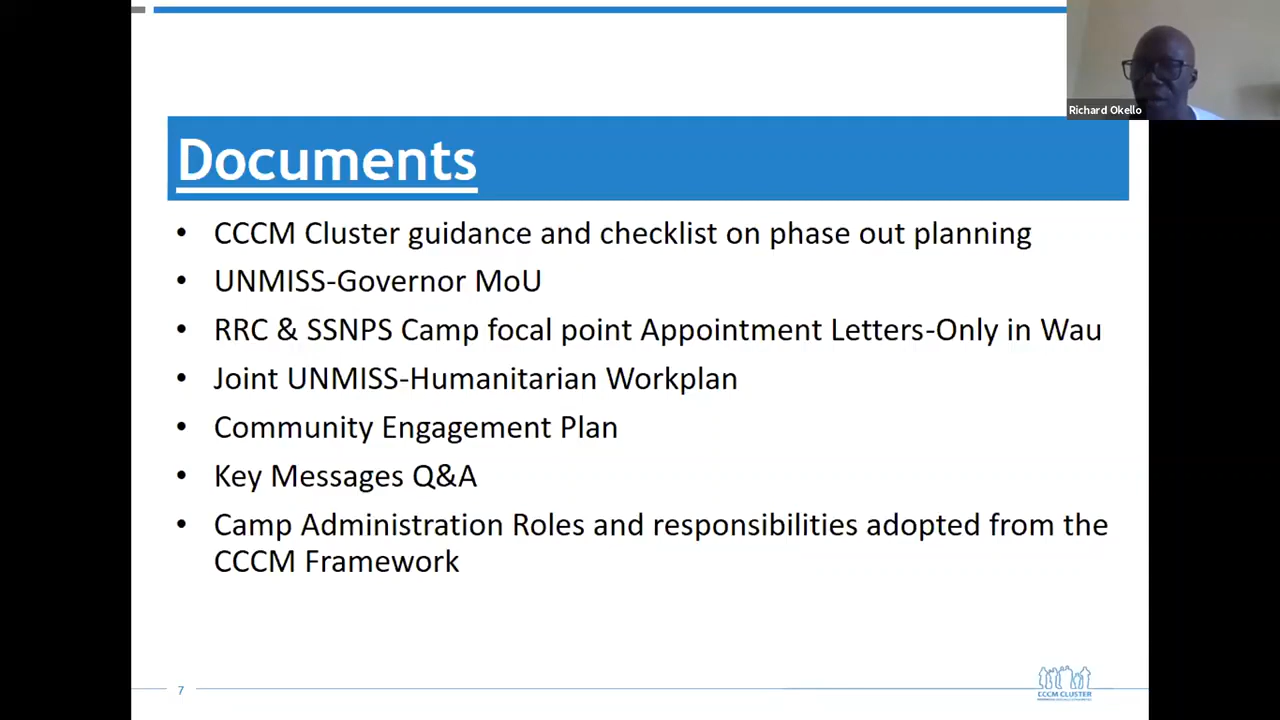 Richard Okello
Documents
• CCCM Cluster guidance and checklist on phase out planning
• UNMISS-Governor MoU
• RRC & SSNPS Camp focal point Appointment Letters-Only in Wau
• Joint UNMISS-Humanitarian Workplan
• Community Engagement Plan
• Key Messages Q&A
• Camp Administration Roles and responsibilities adopted from the
CCCM Framework
7
CCCM CLUSTER